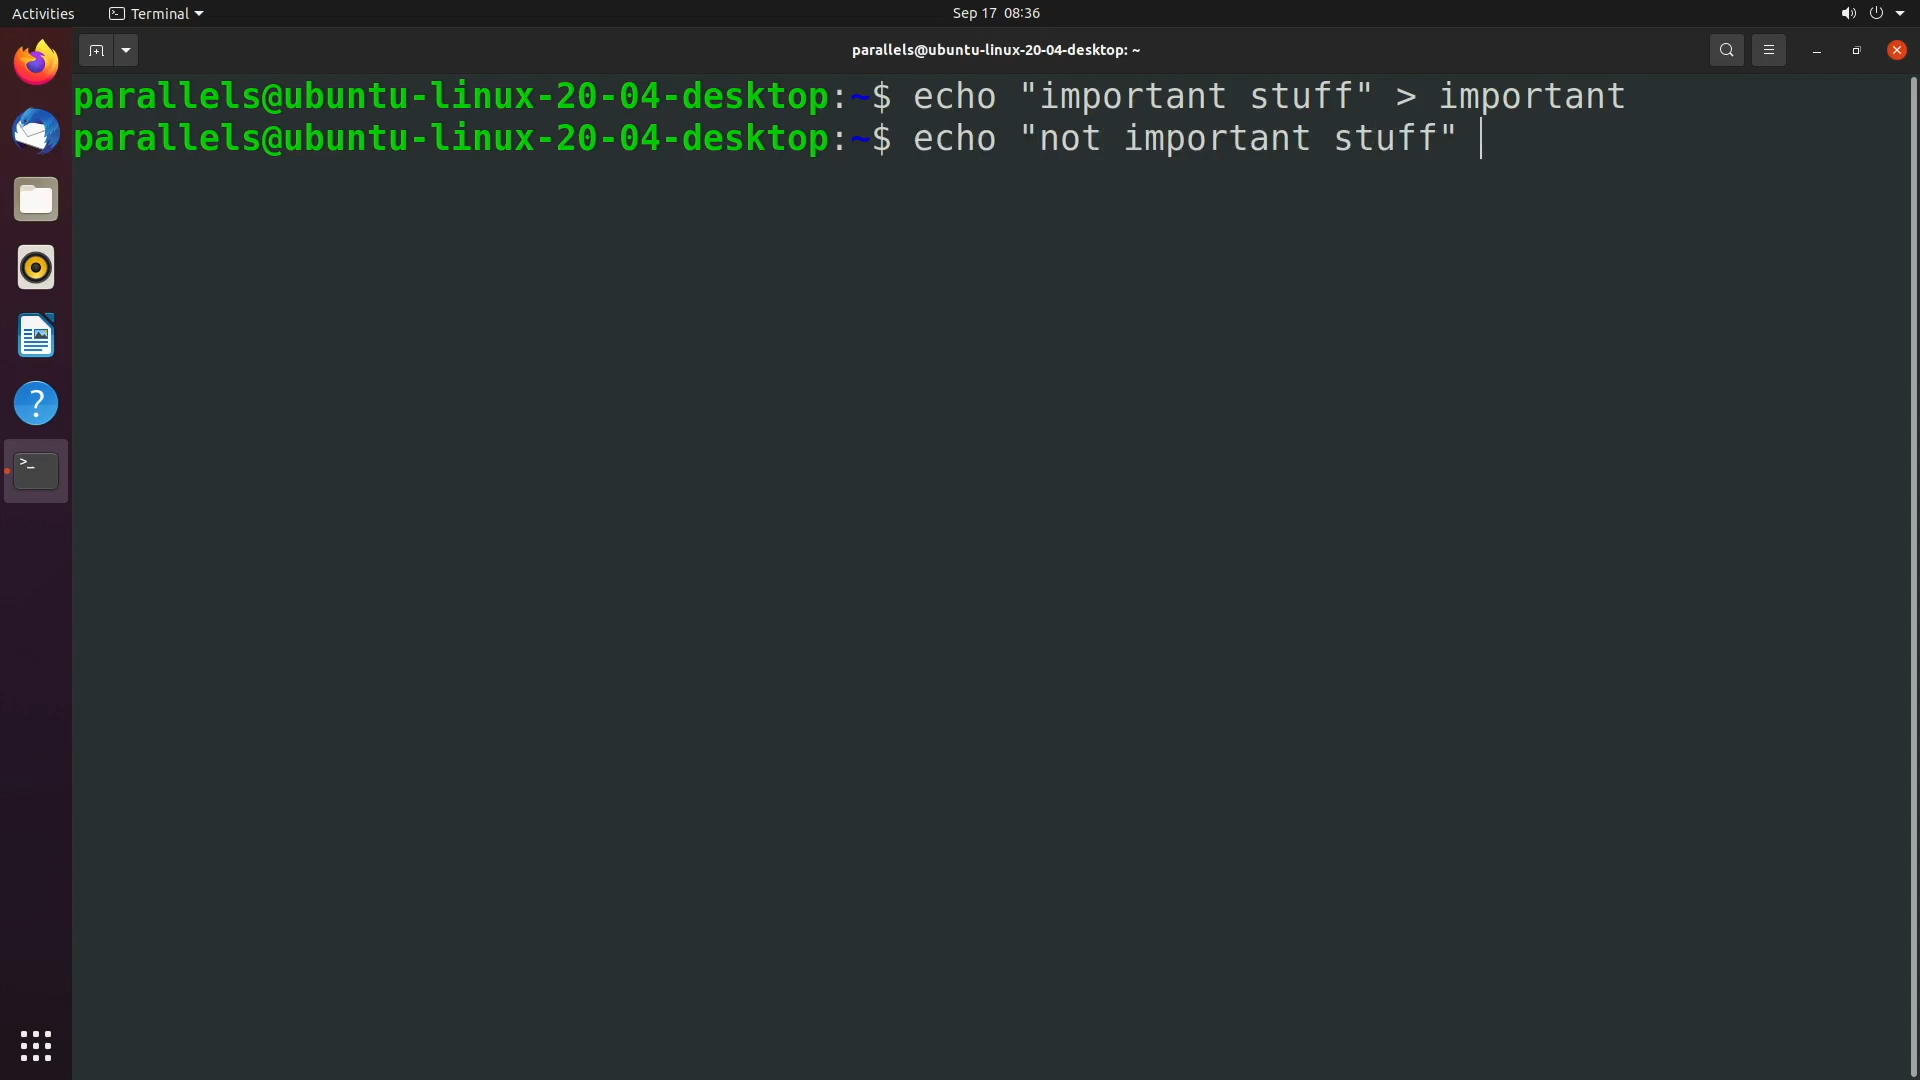 Activities Terminal Sep 17 08:36
parallels@ubuntu-linux-20-04-desktop: ~
parallels@ubuntu-linux-20-04-desktop:~$ echo "important stuff" > important
parallels@ubuntu-linux-20-04-desktop:~$ echo "not important stuff"